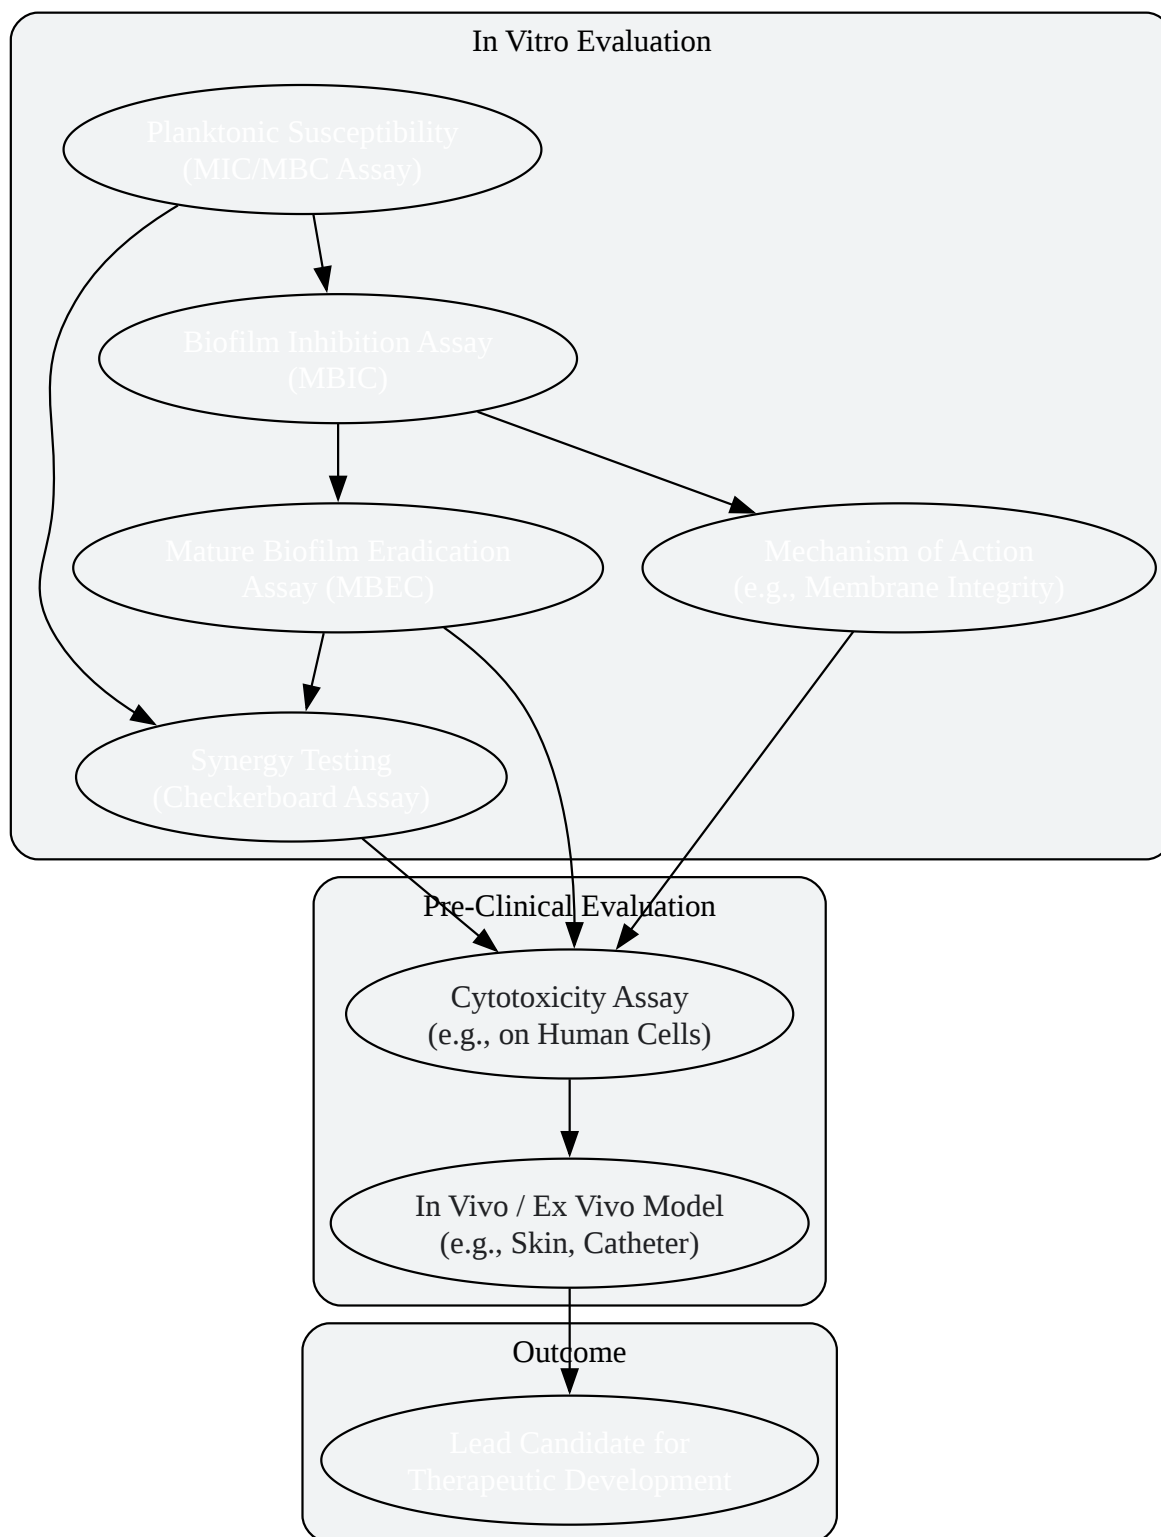 In Vitro Evaluation
Planktonic Susceptibility
(MIC/MBC Assay)
Biofilm Inhibition Assay
(MBIC)
Mature Biofilm Eradication
Assay (MBEC)
Mechanism of Action
(e.g., Membrane Integrity)
Synergy Testing
(Checkerboard Assay)
Pre-Clinical Evaluation
Cytotoxicity Assay
(e.g., on Human Cells)
In Vivo / Ex Vivo Model
(e.g., Skin, Catheter)
Outcome
Lead Candidate for
Therapeutic Development